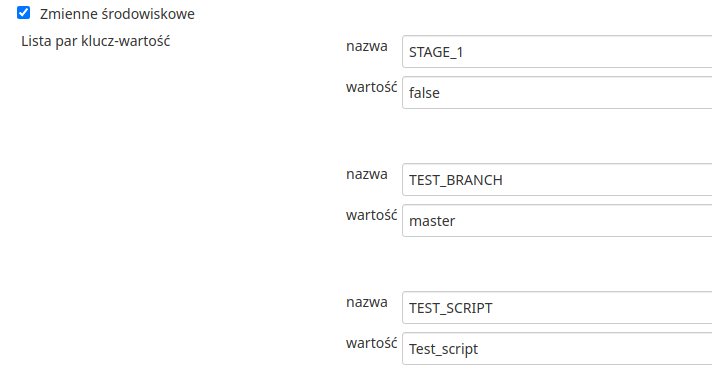 Zmienne środowiskowe
Lista par klucz-wartość
nazwa STAGE_1
wartość false
nazwa TEST_BRANCH
wartość master
nazwa TEST_SCRIPT
wartość Test_script